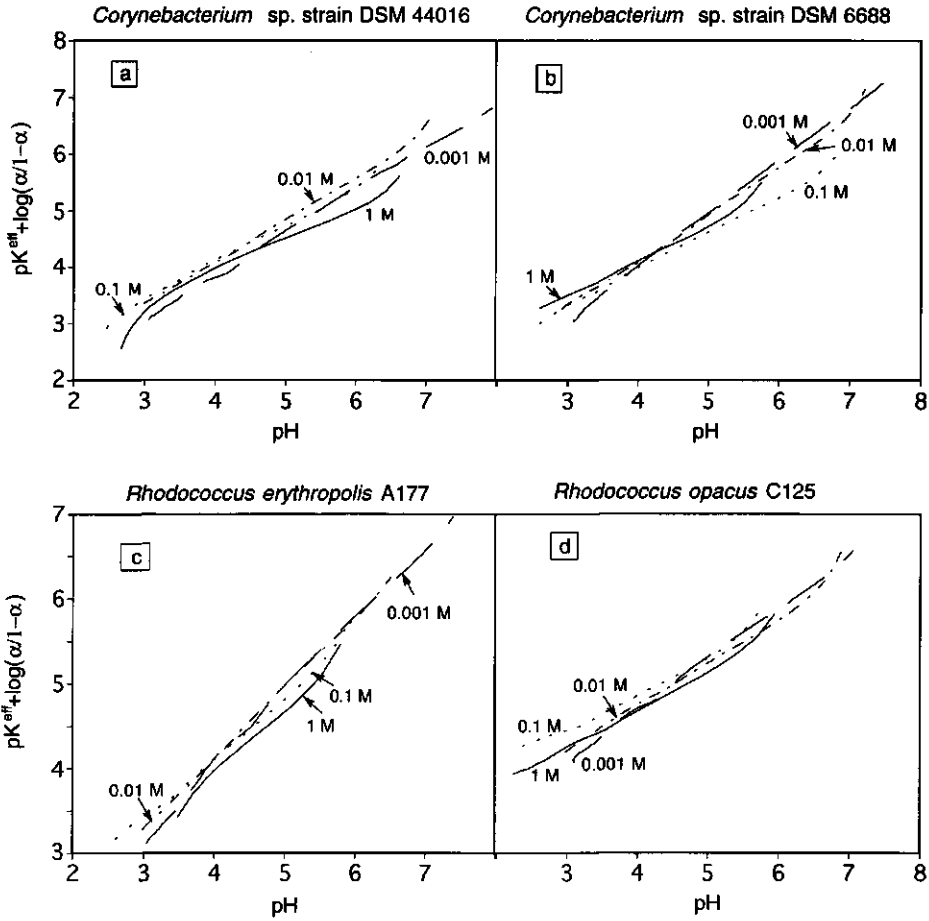 Corynebacterium sp. strain DSM 44016
Corynebacterium sp. strain DSM 6688
pK^eff+log(α/1−α)
8
7
6
5
4
3
2
a
0.01 M
0.001 M
1 M
0.1 M
2
3
4
5
6
7
pH
b
0.001 M
0.01 M
0.1 M
1 M
3
4
5
6
7
8
pH
Rhodococcus erythropolis A177
Rhodococcus opacus C125
pK^eff+log(α/1−α)
7
6
5
4
3
c
0.001 M
0.1 M
1 M
0.01 M
2
3
4
5
6
7
pH
d
0.01 M
0.1 M
1 M
0.001 M
3
4
5
6
7
8
pH